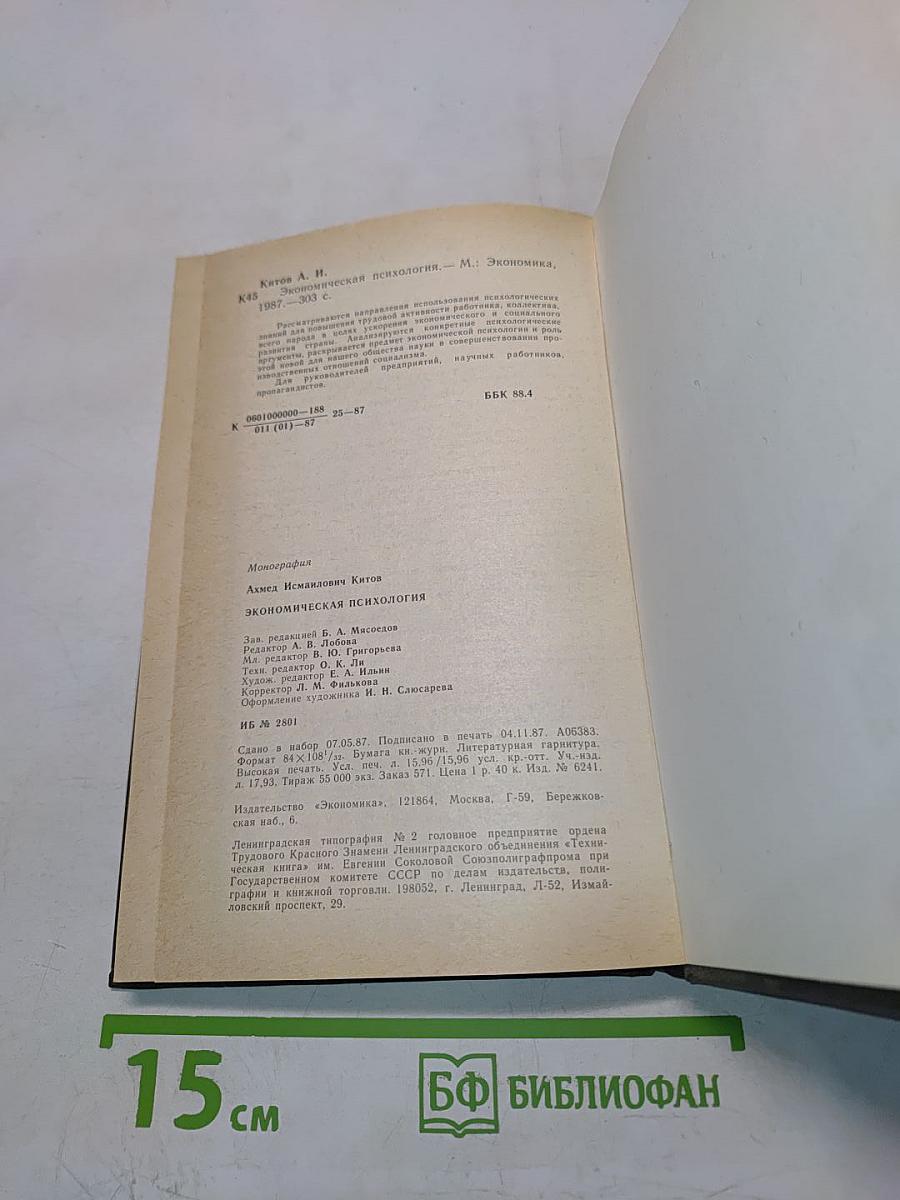 Китов А. И.
К45 Экономическая психология.— М.: Экономика,
1987.—303 с.
Рассматриваются направления использования психологических
знаний для повышения трудовой активности работника, коллектива,
всего народа в целях ускорения экономического и социального
развития страны. Анализируются конкретные психологические
аргументы, раскрывается предмет экономической психологии и роль
этой новой для нашего общества науки в совершенствовании про-
изводственных отношений социализма.
Для руководителей предприятий, научных работников,
пропагандистов.
К 0601000000—188
011 (01)—87 25—87
ББК 88.4
Монография
Ахмед Исмаилович Китов
ЭКОНОМИЧЕСКАЯ ПСИХОЛОГИЯ
Зав. редакцией Б. А. Мясоедов
Редактор А. В. Лобова
Мл. редактор В. Ю. Григорьева
Техн. редактор О. К. Ли
Худож. редактор Е. А. Ильин
Корректор Л. М. Филькова
Оформление художника И. Н. Слюсарева
ИБ № 2801
Сдано в набор 07.05.87. Подписано в печать 04.11.87. А06383.
Формат 84×108¹/₃₂. Бумага кн.-журн. Литературная гарнитура.
Высокая печать. Усл. печ. л. 15,96/15,96 усл. кр.-отт. Уч.-изд.
л. 17,93. Тираж 55 000 экз. Заказ 571. Цена 1 р. 40 к. Изд. № 6241.
Издательство «Экономика», 121864, Москва, Г-59, Бережков-
ская наб., 6.
Ленинградская типография № 2 головное предприятие ордена
Трудового Красного Знамени Ленинградского объединения «Техни-
ческая книга» им. Евгении Соколовой Союзполиграфпрома при
Государственном комитете СССР по делам издательств, поли-
графии и книжной торговли. 198052, г. Ленинград, Л-52, Измай-
ловский проспект, 29.
15 см
БФ БИБЛИОФАН